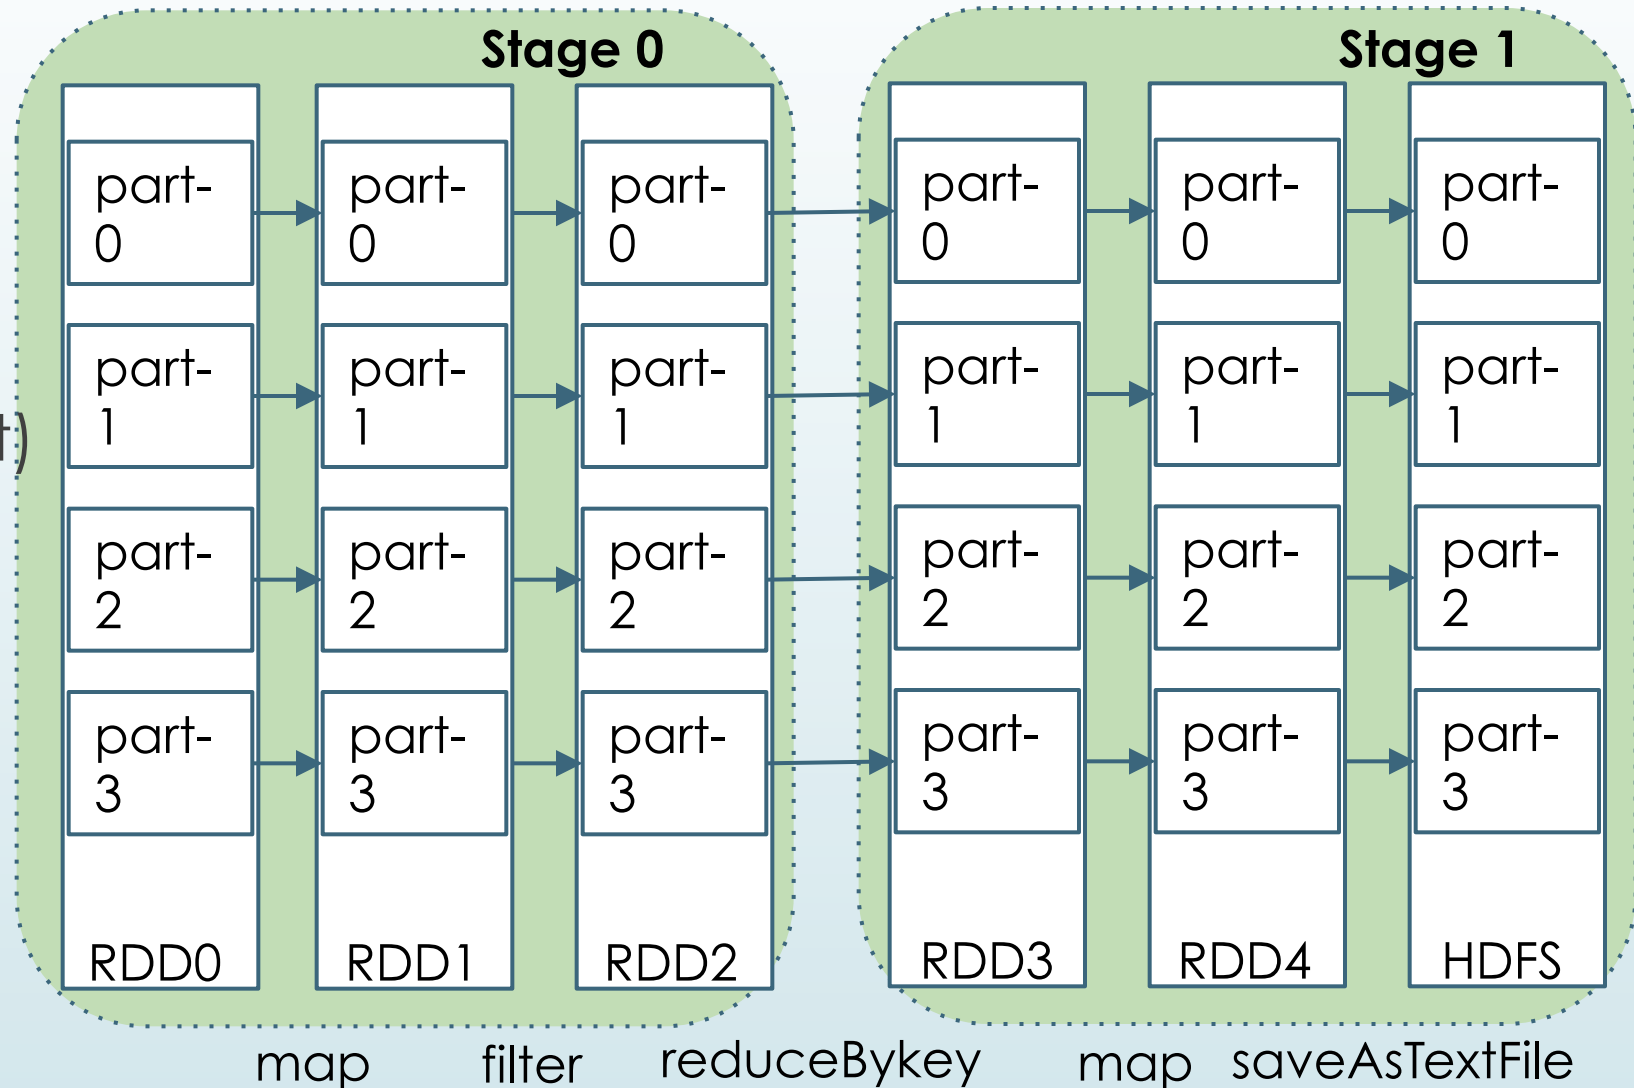 Stage 0
Stage 1
part-
0
part-
0
part-
0
part-
0
part-
0
part-
0
part-
1
part-
1
part-
1
part-
1
part-
1
part-
1
t)
part-
2
part-
2
part-
2
part-
2
part-
2
part-
2
part-
3
part-
3
part-
3
part-
3
part-
3
part-
3
RDD0
RDD1
RDD2
RDD3
RDD4
HDFS
map
filter
reduceBykey
map
saveAsTextFile